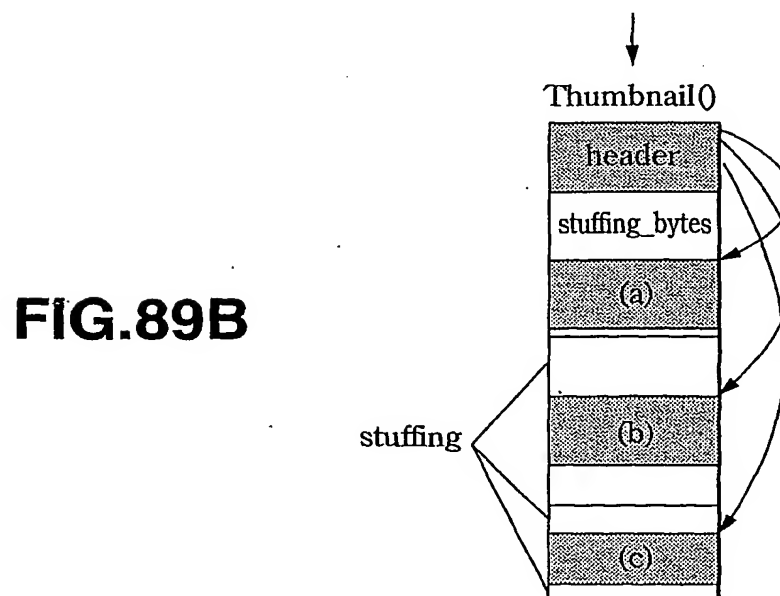 Thumbnail()
header
stuffing_bytes
(a)
FIG.89B
(b)
stuffing
(c)